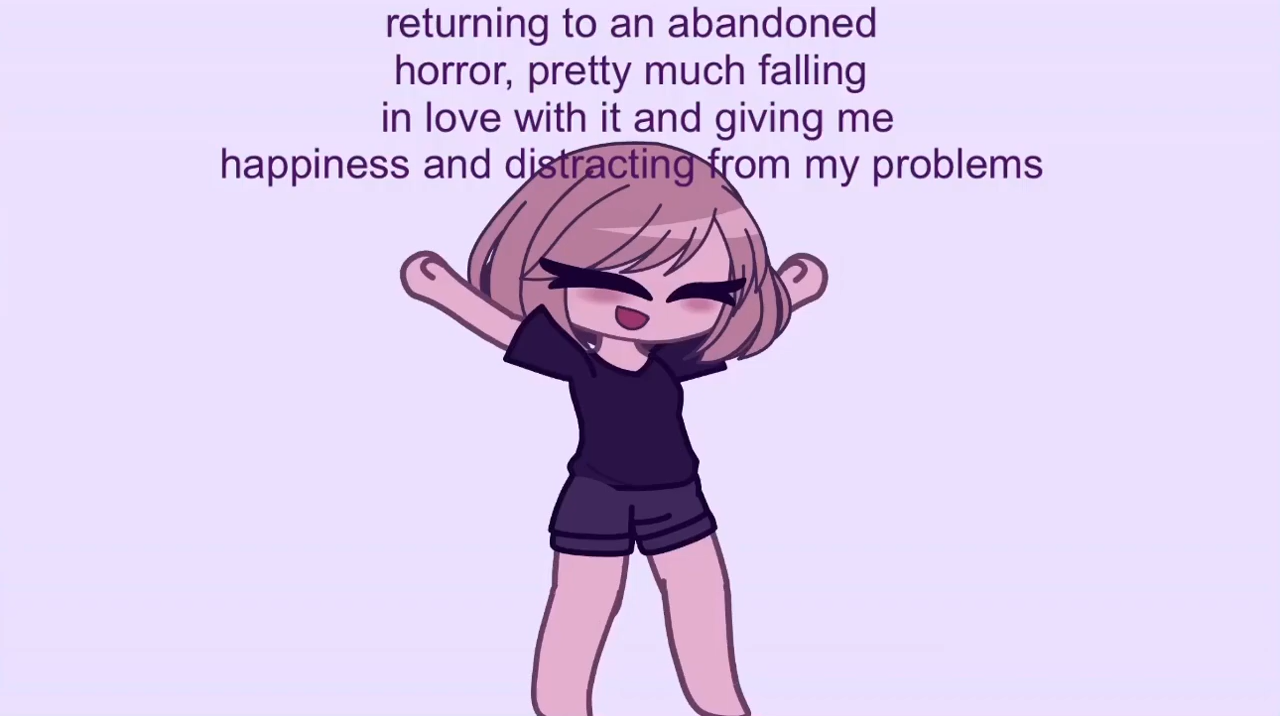 returning to an abandoned
horror, pretty much falling
in love with it and giving me
happiness and distracting from my problems